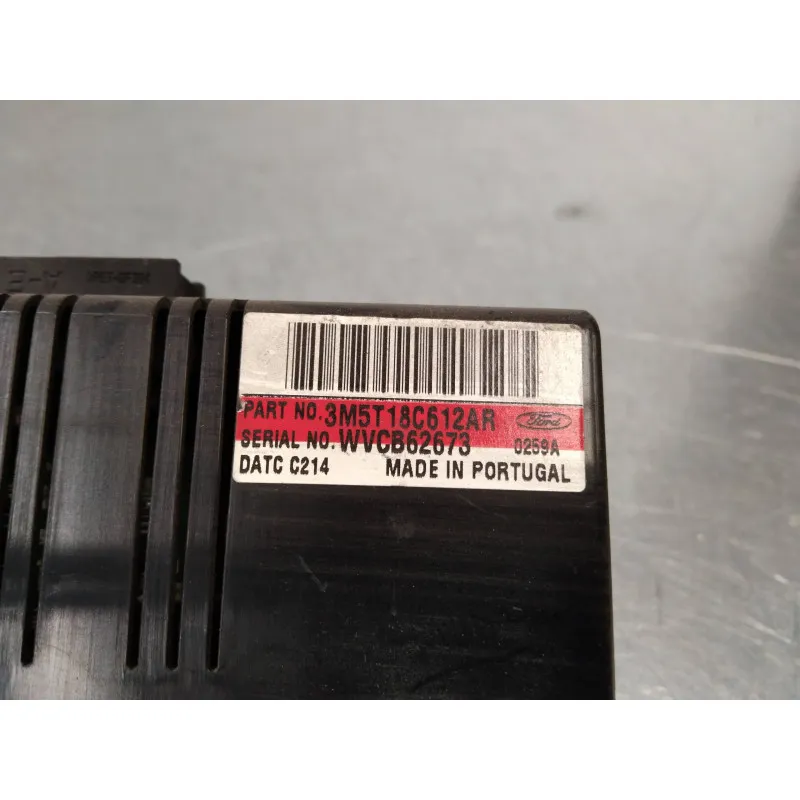 PART NO. 3M5T18C612AR Ford
SERIAL NO. WVCB62673 0259A
DATC C214 MADE IN PORTUGAL